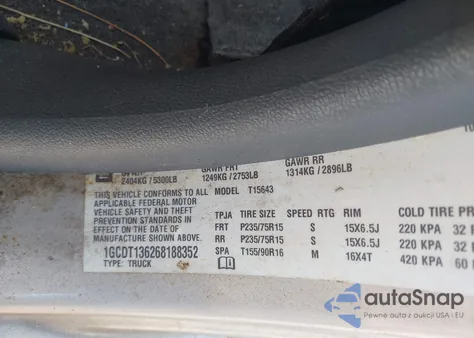 GAWR FRT GAWR RR
2404KG / 5300LB 1249KG / 2753LB 1314KG / 2896LB
THIS VEHICLE CONFORMS TO ALL MODEL T15643
APPLICABLE FEDERAL MOTOR
VEHICLE SAFETY AND THEFT TPJA TIRE SIZE SPEED RTG RIM COLD TIRE
PREVENTION STANDARDS IN FRT P235/75R15 S 15X6.5J 220 KPA 32
EFFECT ON THE DATE OF RR P235/75R15 S 15X6.5J 220 KPA 32
MANUFACTURE SHOWN ABOVE. SPA T155/90R16 M 16X4T 420 KPA 60
1GCDT136268188352
TYPE: TRUCK
autoSnap
Pewne auta z aukcji USA i EU